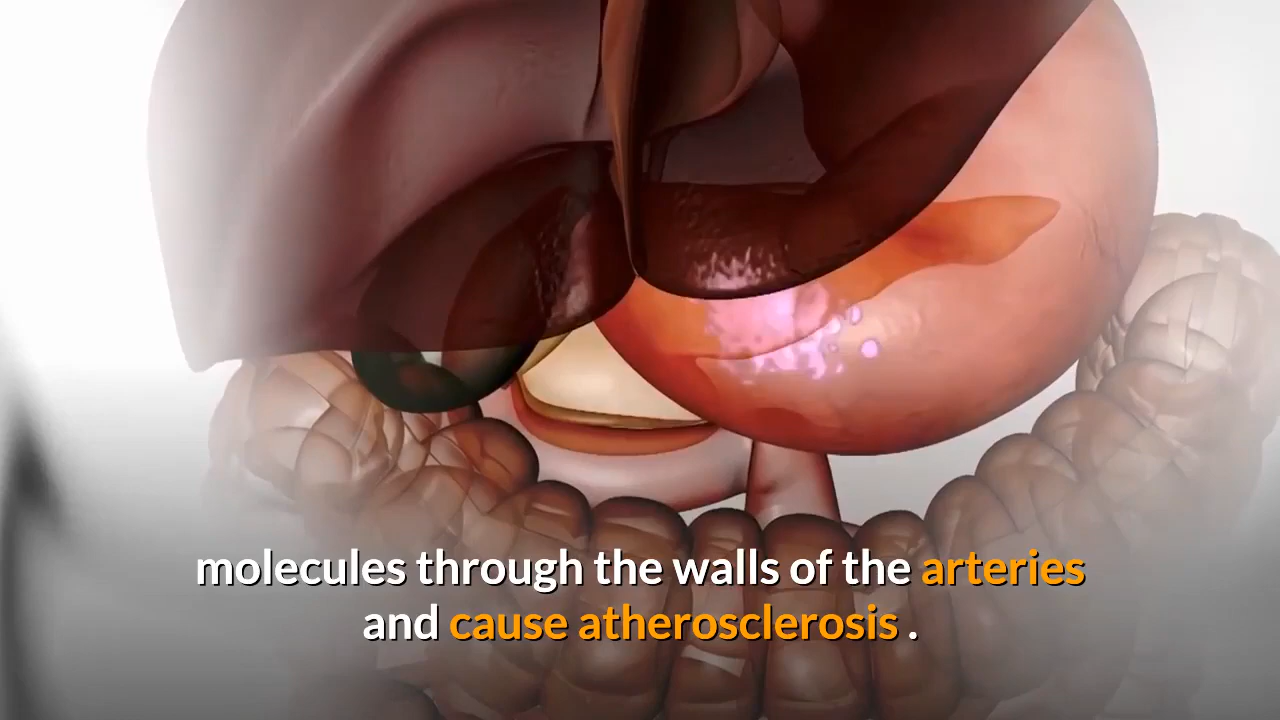 molecules through the walls of the arteries
and cause atherosclerosis .